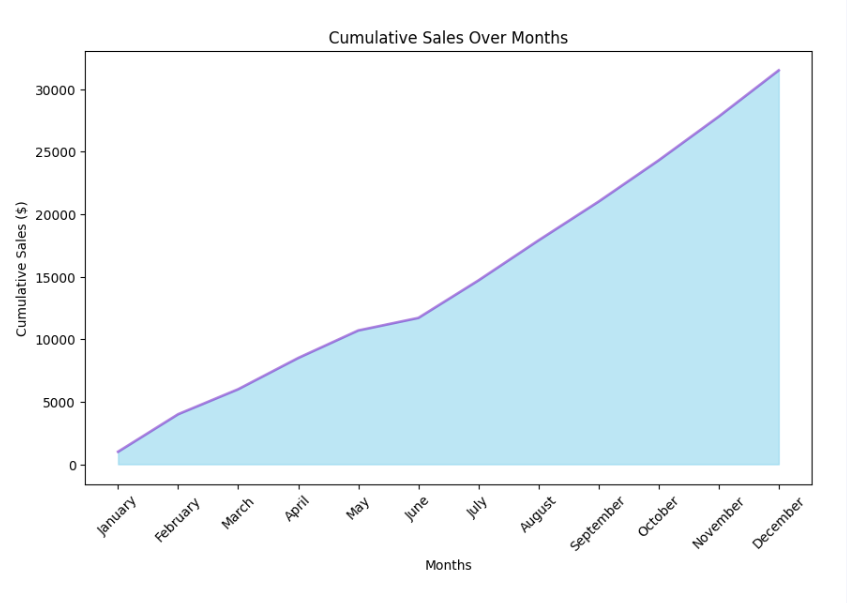 Cumulative Sales Over Months
Cumulative Sales ($)
30000
25000
20000
15000
10000
5000
0
January
February
March
April
May
June
July
August
September
October
November
December
Months